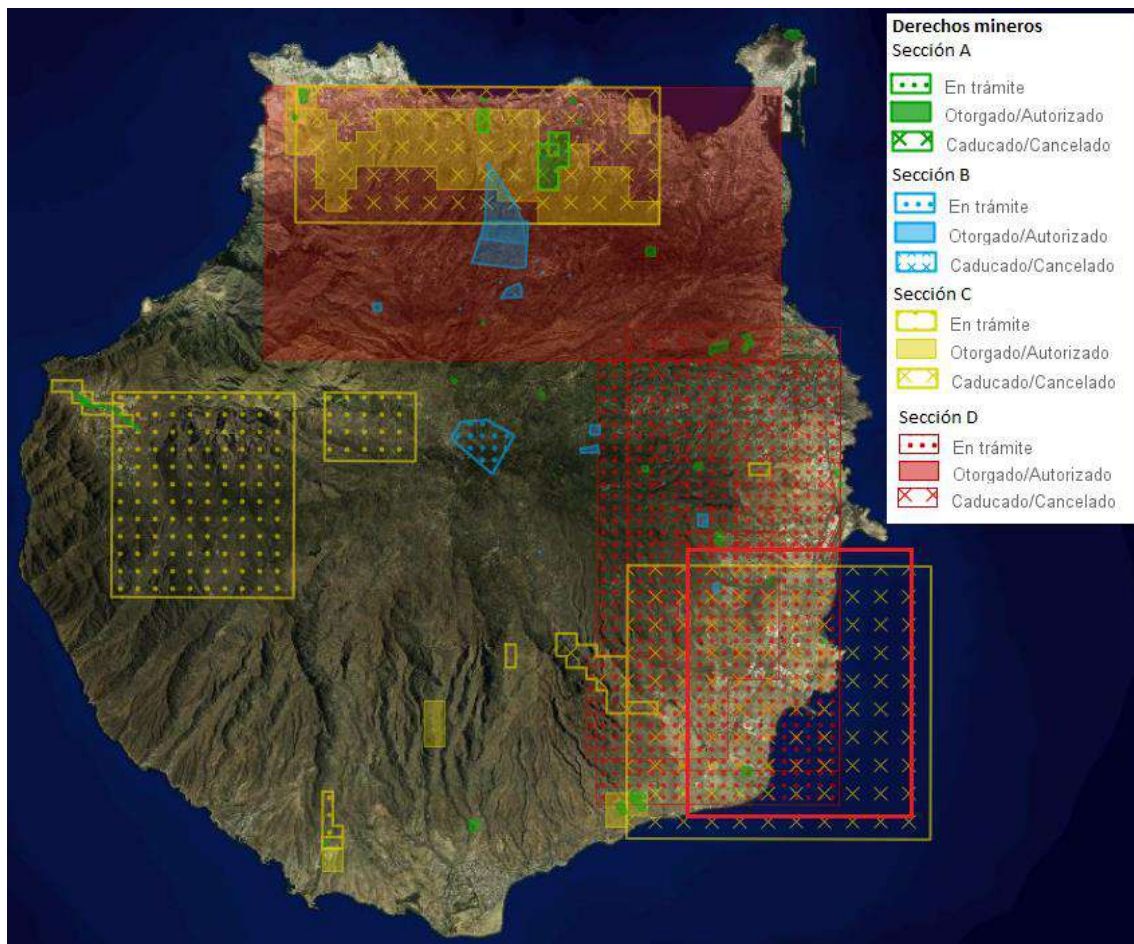 Derechos mineros
Sección A
En trámite
Otorgado/Autorizado
Caducado/Cancelado
Sección B
En trámite
Otorgado/Autorizado
Caducado/Cancelado
Sección C
En trámite
Otorgado/Autorizado
Caducado/Cancelado
Sección D
En trámite
Otorgado/Autorizado
Caducado/Cancelado